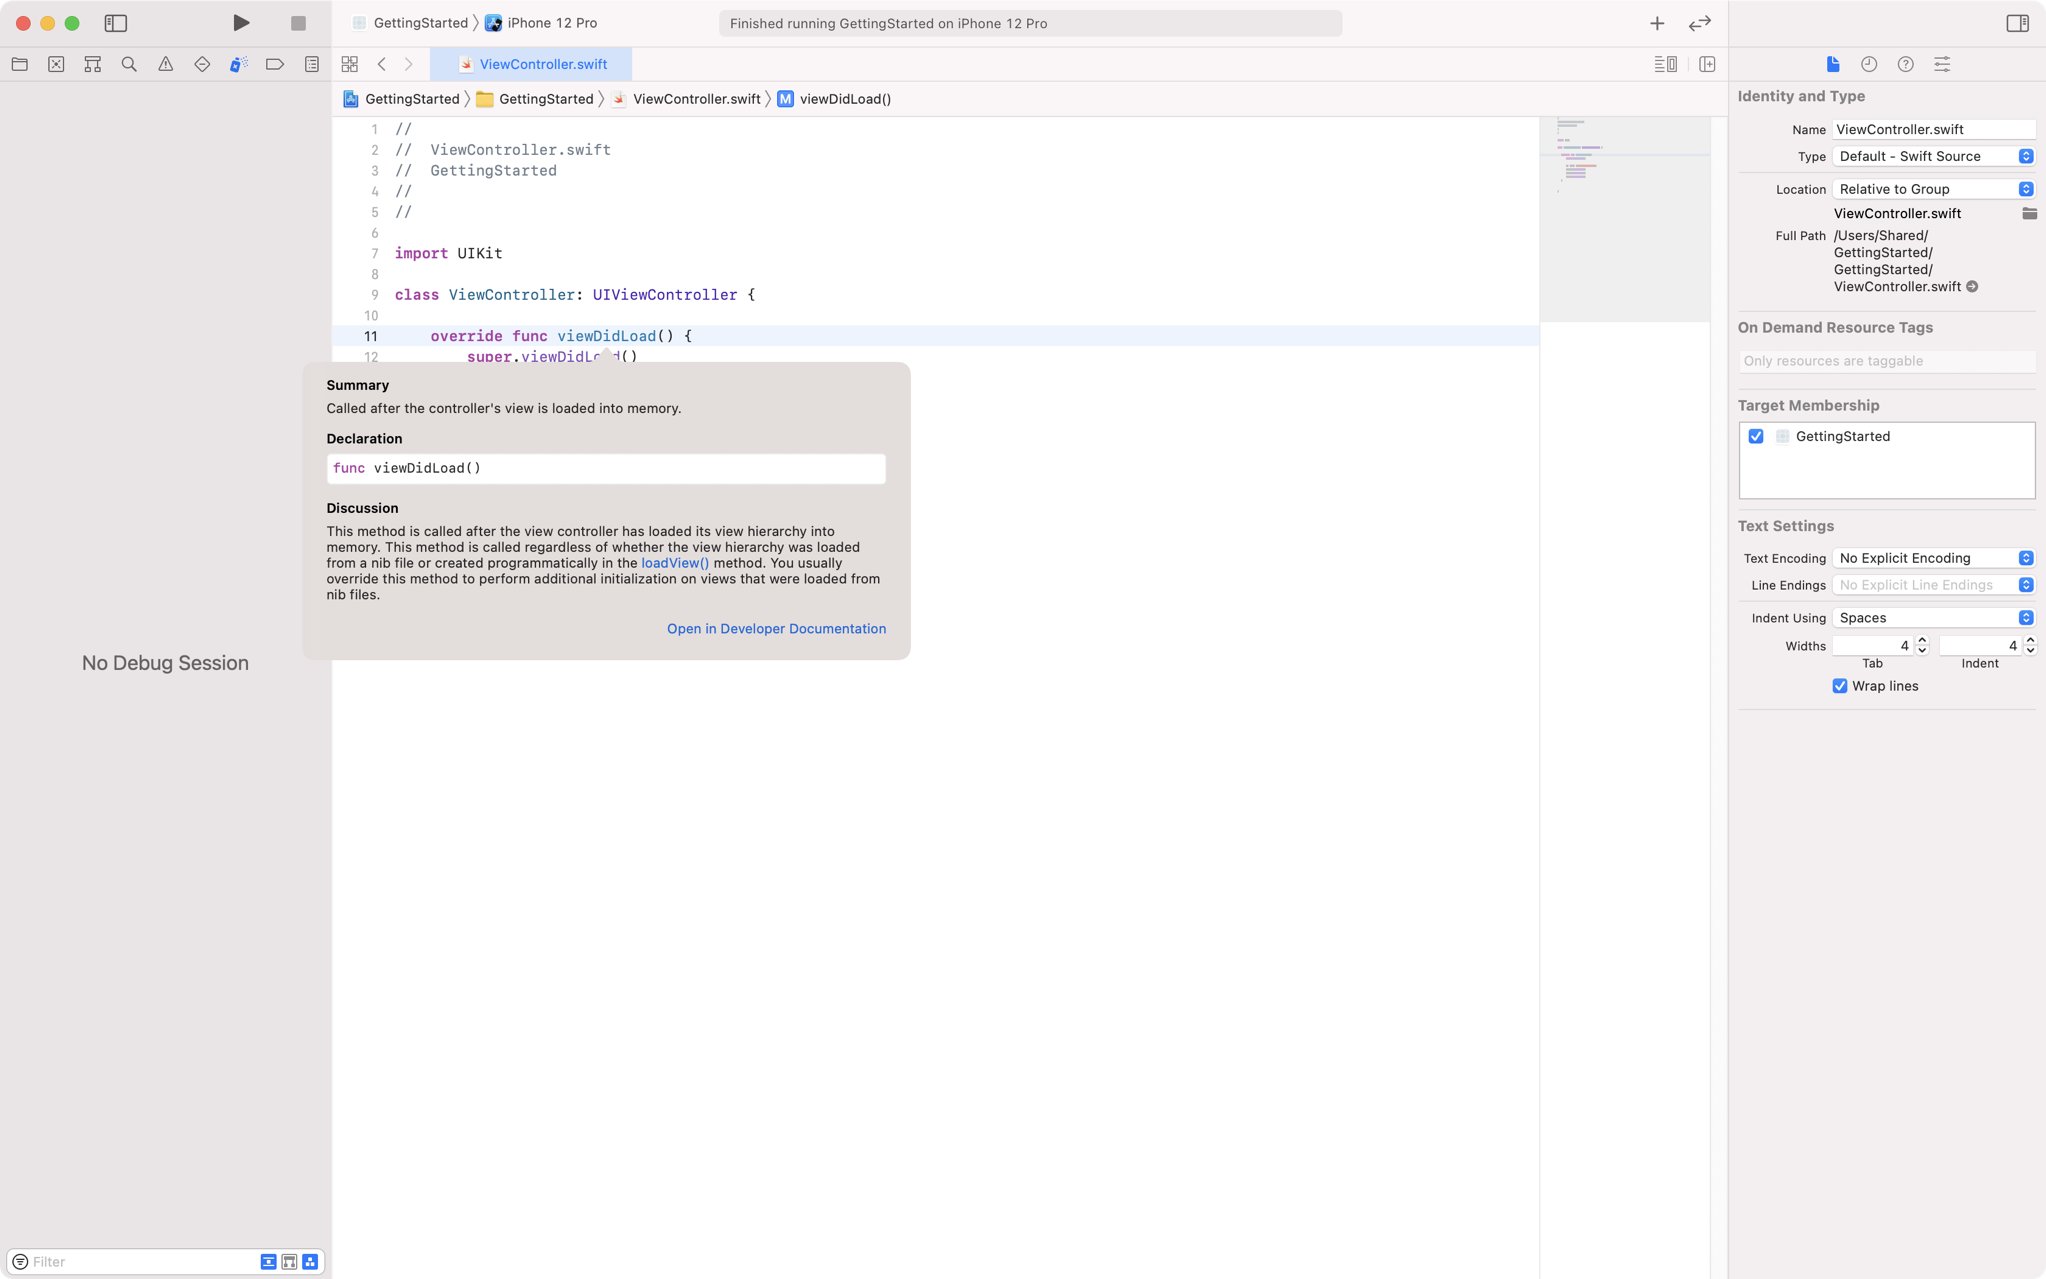 GettingStarted
iPhone 12 Pro
Finished running GettingStarted on iPhone 12 Pro
ViewController.swift
GettingStarted
GettingStarted
ViewController.swift
M
viewDidLoad()
1 //
2 //  ViewController.swift
3 //  GettingStarted
4 //
5 //
6
7 import UIKit
8
9 class ViewController: UIViewController {
10
11 override func viewDidLoad() {
12 super.viewDidLoad()
Summary
Called after the controller's view is loaded into memory.
Declaration
func viewDidLoad()
Discussion
This method is called after the view controller has loaded its view hierarchy into
memory. This method is called regardless of whether the view hierarchy was loaded
from a nib file or created programmatically in the loadView() method. You usually
override this method to perform additional initialization on views that were loaded from
nib files.
Open in Developer Documentation
No Debug Session
Filter
Identity and Type
Name ViewController.swift
Type Default - Swift Source
Location Relative to Group
ViewController.swift
Full Path /Users/Shared/
GettingStarted/
GettingStarted/
ViewController.swift
On Demand Resource Tags
Only resources are taggable
Target Membership
GettingStarted
Text Settings
Text Encoding No Explicit Encoding
Line Endings No Explicit Line Endings
Indent Using Spaces
Widths 4 4
Tab Indent
Wrap lines